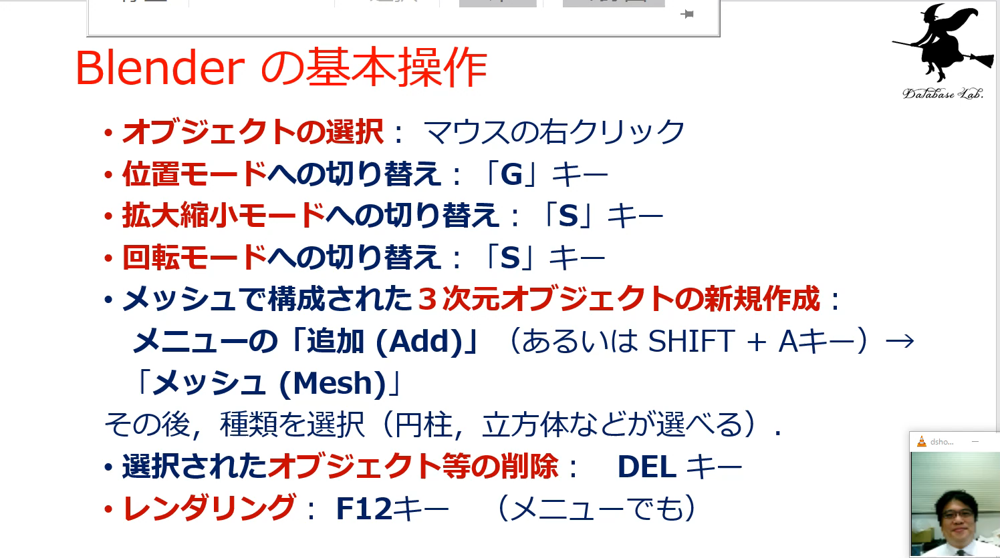 Blender の基本操作
Database Lab.
• オブジェクトの選択： マウスの右クリック
• 位置モードへの切り替え：「G」キー
• 拡大縮小モードへの切り替え：「S」キー
• 回転モードへの切り替え：「S」キー
• メッシュで構成された３次元オブジェクトの新規作成：
メニューの「追加 (Add)」（あるいは SHIFT + Aキー）→
「メッシュ (Mesh)」
その後，種類を選択（円柱，立方体などが選べる）.
• 選択されたオブジェクト等の削除： DEL キー
• レンダリング： F12キー （メニューでも）
dsho...